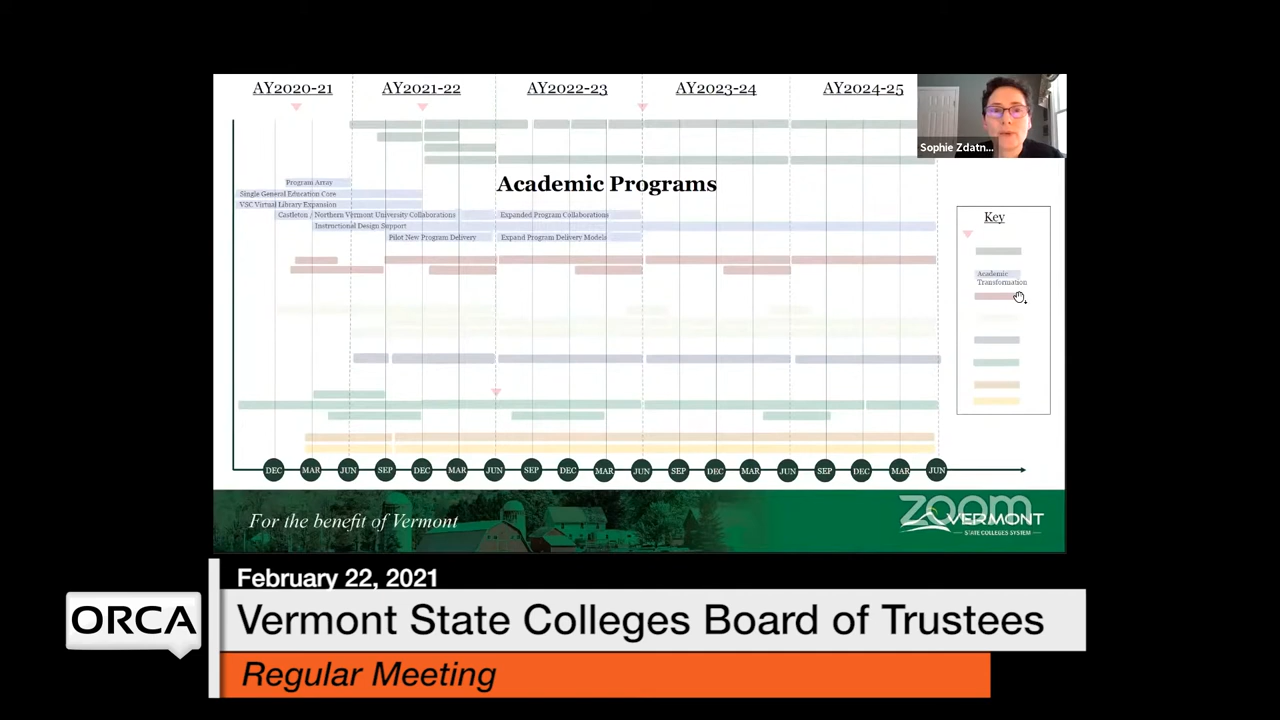 AY2020-21 AY2021-22 AY2022-23 AY2023-24 AY2024-25
Sophie Zdatn...
Academic Programs
Program Array
Single General Education Core
VSC Virtual Library Expansion
Castleton / Northern Vermont University Collaborations Expanded Program Collaborations
Instructional Design Support
Pilot New Program Delivery Expand Program Delivery Models
Key
Academic
Transformation
DEC MAR JUN SEP DEC MAR JUN SEP DEC MAR JUN SEP DEC MAR JUN SEP DEC MAR JUN
For the benefit of Vermont
zoom
VERMONT
STATE COLLEGES SYSTEM
February 22, 2021
ORCA
Vermont State Colleges Board of Trustees
Regular Meeting